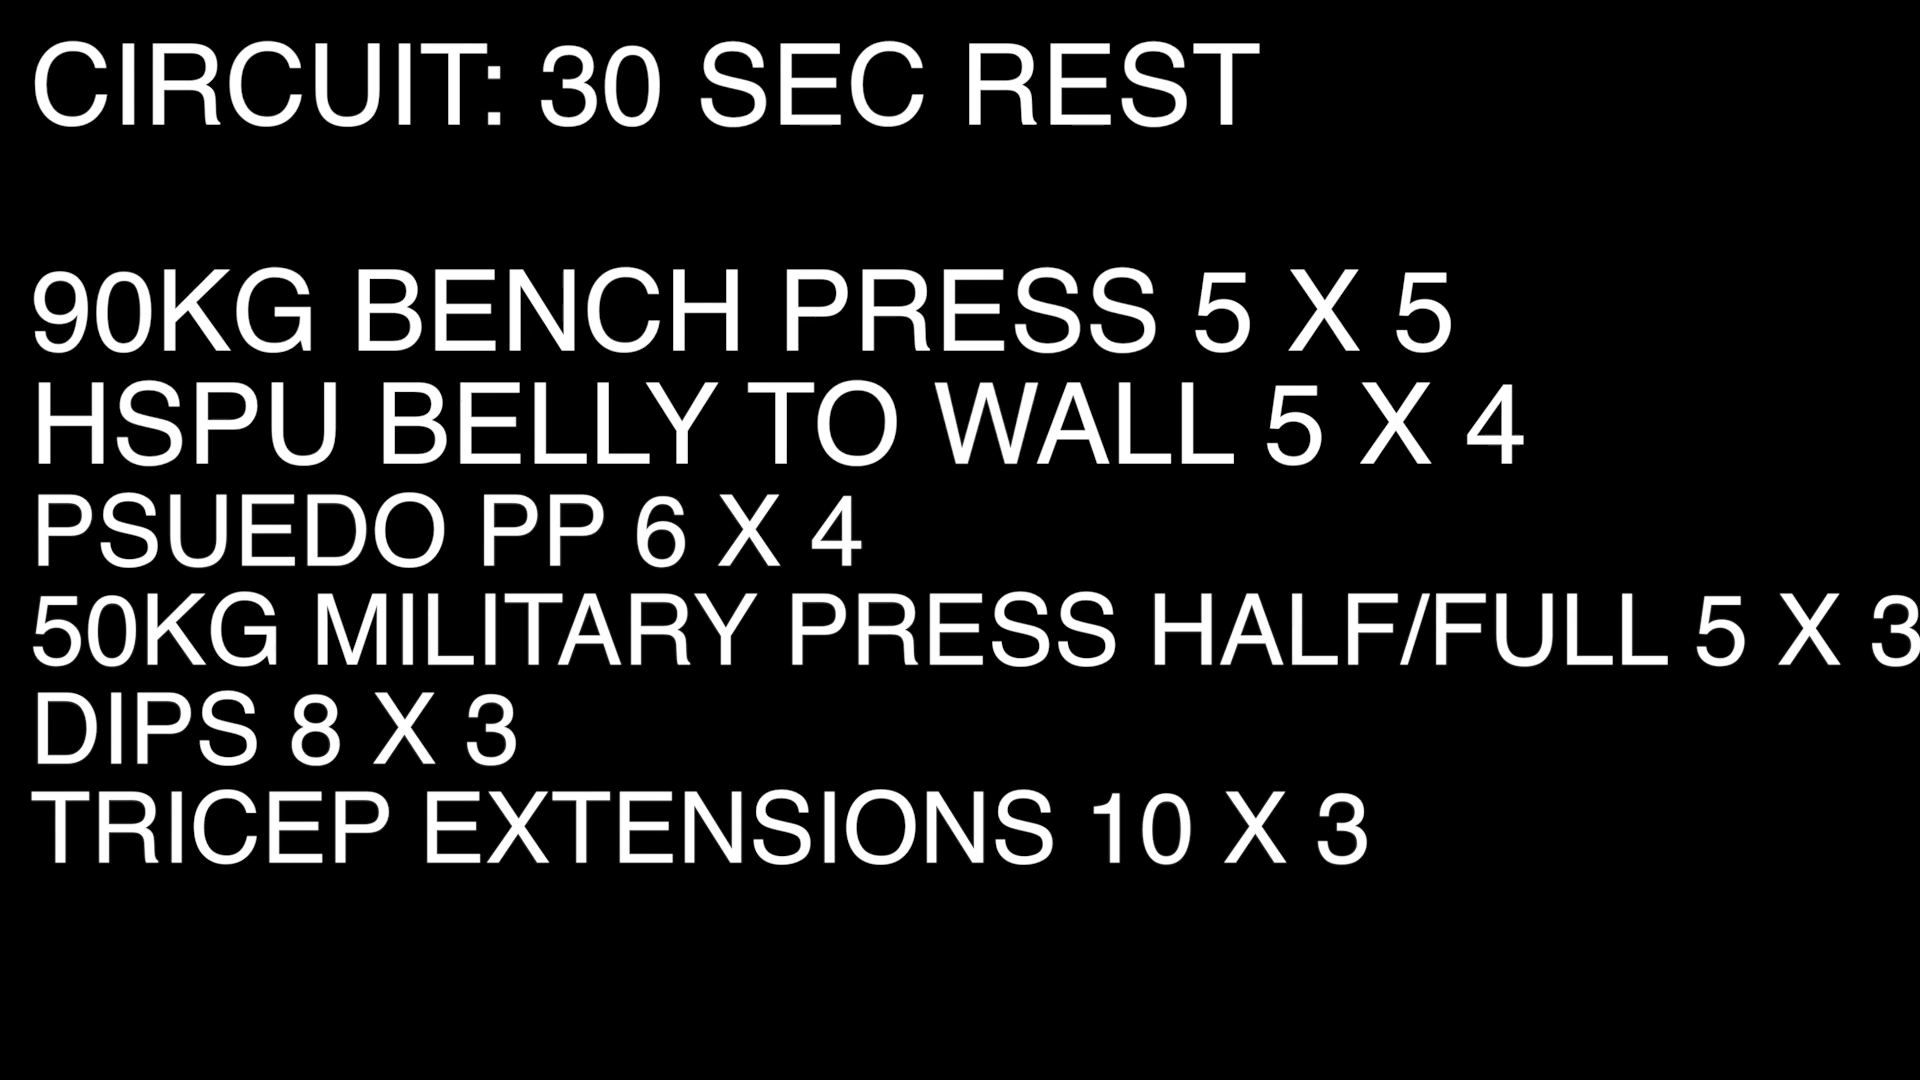 CIRCUIT: 30 SEC REST
90KG BENCH PRESS 5 X 5
HSPU BELLY TO WALL 5 X 4
PSUEDO PP 6 X 4
50KG MILITARY PRESS HALF/FULL 5 X 3
DIPS 8 X 3
TRICEP EXTENSIONS 10 X 3